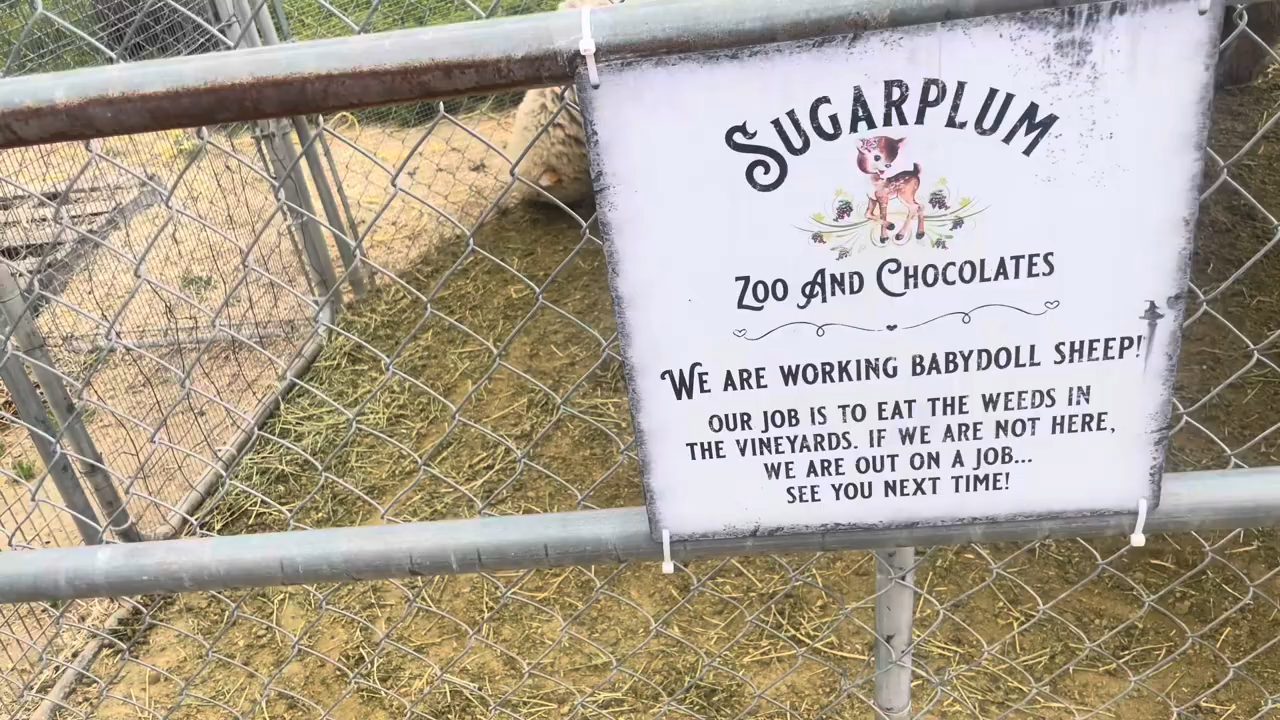 SUGARPLUM
ZOO AND CHOCOLATES
WE ARE WORKING BABYDOLL SHEEP!
OUR JOB IS TO EAT THE WEEDS IN
THE VINEYARDS. IF WE ARE NOT HERE,
WE ARE OUT ON A JOB...
SEE YOU NEXT TIME!